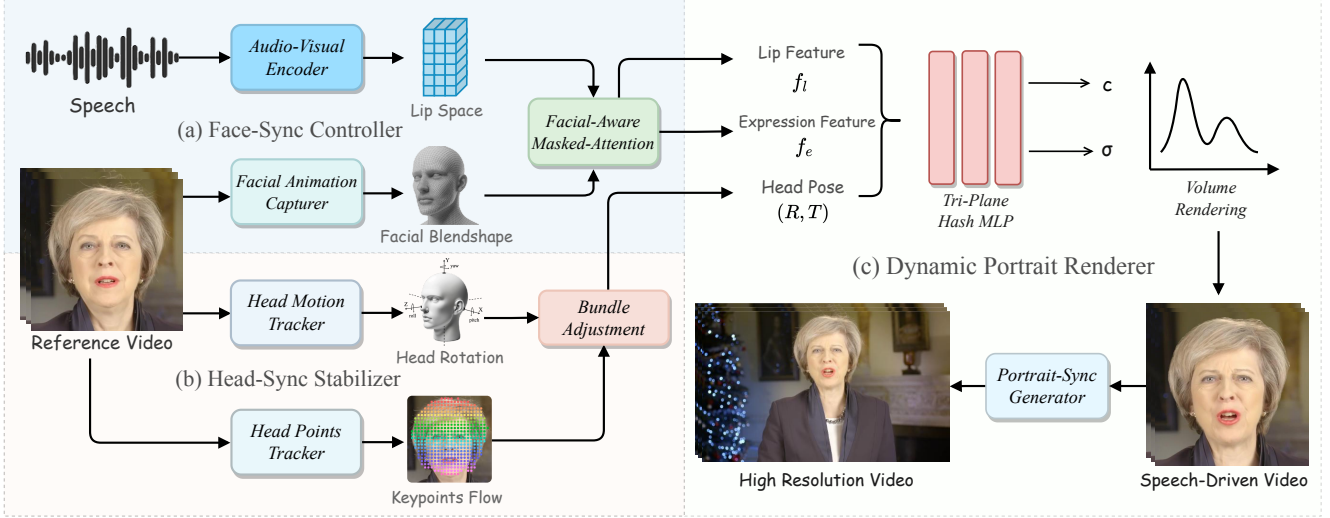 Speech
Audio-Visual
Encoder
Lip Space
(a) Face-Sync Controller
Facial-Aware
Masked-Attention
Facial Animation
Capturer
Facial Blendshape
Reference Video
Head Motion
Tracker
Y
yaw
Z
roll
X
pitch
Head Rotation
Bundle
Adjustment
(b) Head-Sync Stabilizer
Head Points
Tracker
Keypoints Flow
Lip Feature
f_l
Expression Feature
f_e
Head Pose
(R, T)
Tri-Plane
Hash MLP
c
σ
Volume
Rendering
(c) Dynamic Portrait Renderer
High Resolution Video
Portrait-Sync
Generator
Speech-Driven Video